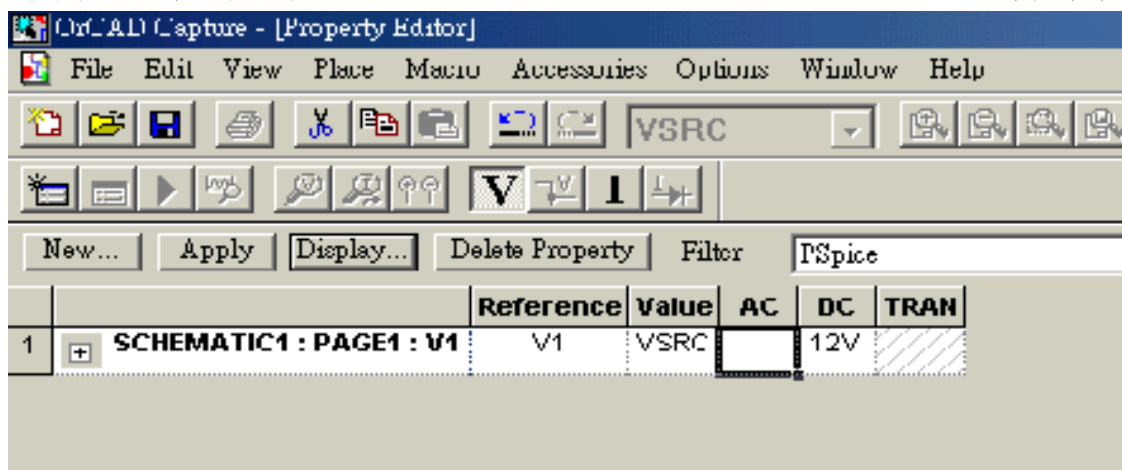 OrCAD Capture - [Property Editor]
File Edit View Place Macro Accessories Options Window Help
VSRC
V I
New... Apply Display... Delete Property Filter PSpice
Reference Value AC DC TRAN
1 SCHEMATIC1 : PAGE1 : V1 V1 VSRC 12V